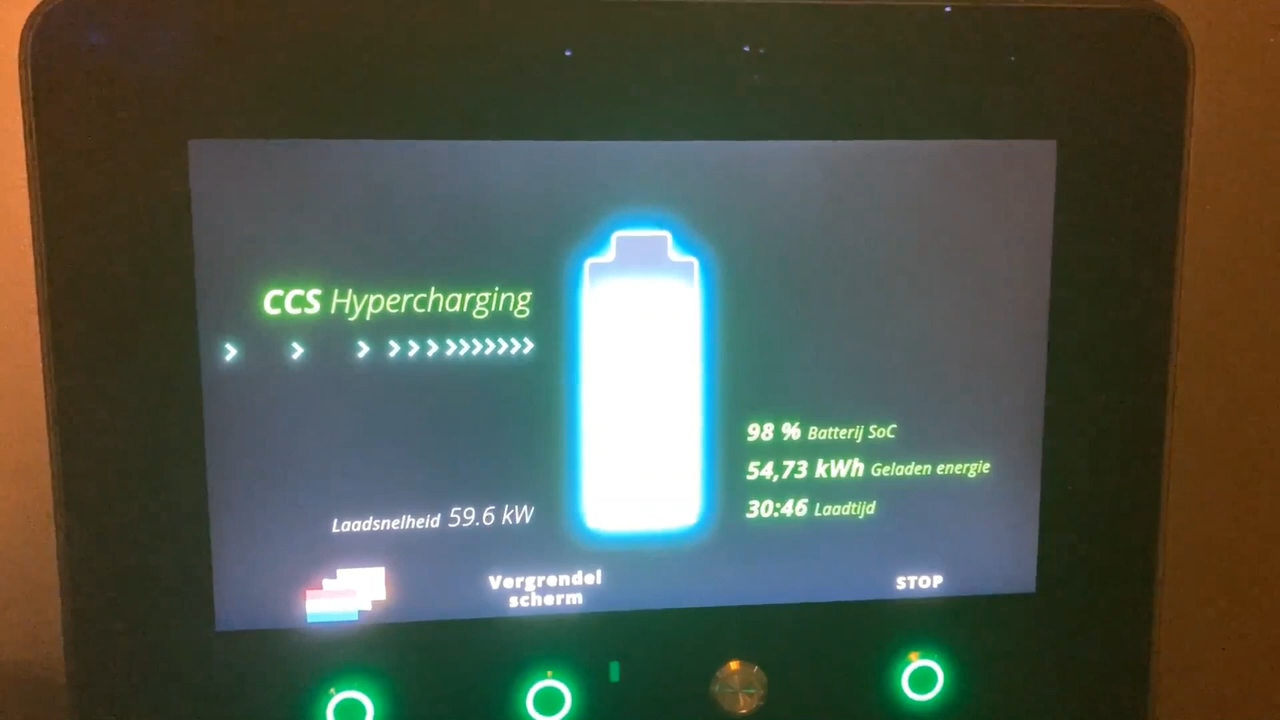 CCS Hypercharging
98 % Batterij SoC
54,73 kWh Geladen energie
30:46 Laadtijd
Laadsnelheid 59.6 kW
Vergrendel
scherm
STOP